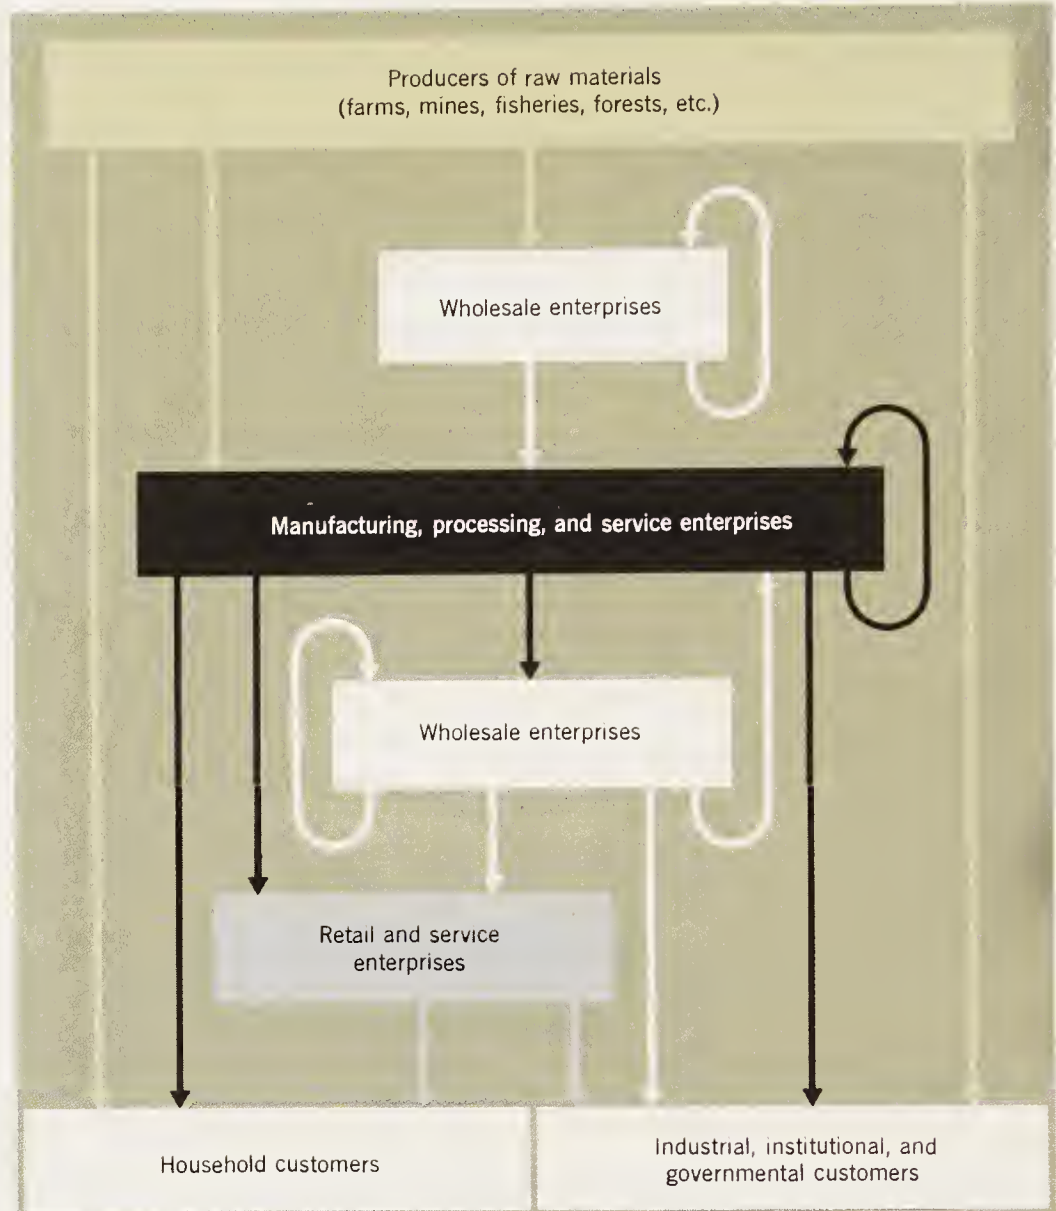 Producers of raw materials
(farms, mines, fisheries, forests, etc.)
Wholesale enterprises
Manufacturing, processing, and service enterprises
Wholesale enterprises
Retail and service
enterprises
Household customers
Industrial, institutional, and
governmental customers